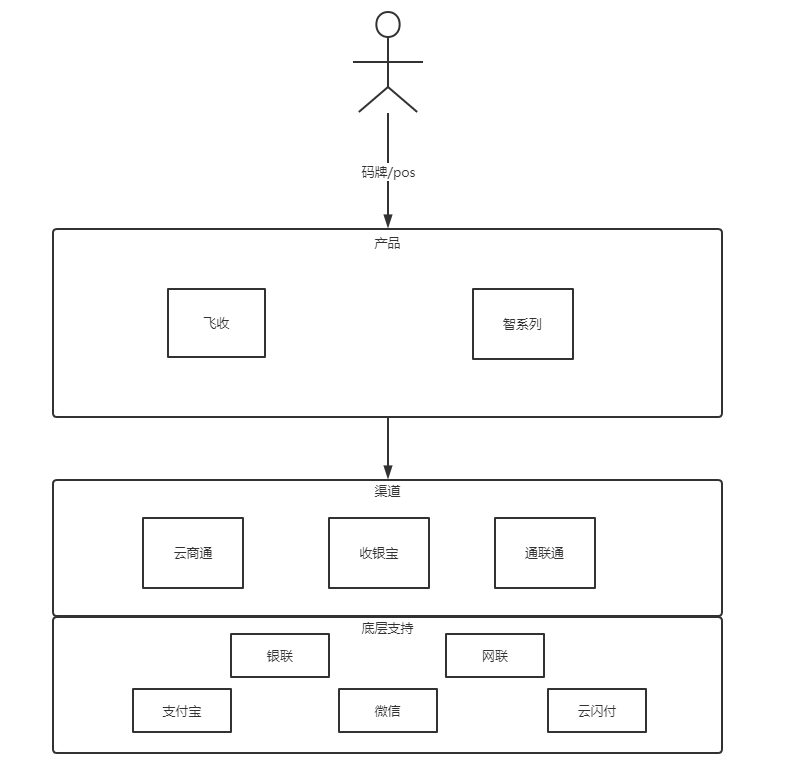 码牌/pos
产品
飞收
智系列
渠道
云商通
收银宝
通联通
底层支持
银联
网联
支付宝
微信
云闪付